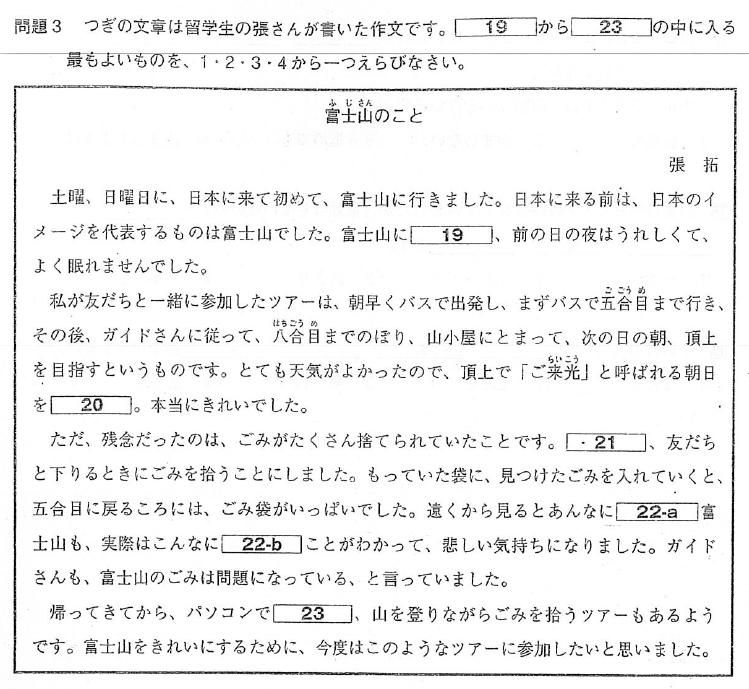 問題3 つぎの文章は留学生の張さんが書いた作文です。 19 から 23 の中に入る
最もよいものを、1・2・3・4から一つえらびなさい。
富士山のこと
張 拓
土曜、日曜日に、日本に来て初めて、富士山に行きました。日本に来る前は、日本のイ
メージを代表するものは富士山でした。富士山に 19 、前の日の夜はうれしくて、
よく眠れませんでした。
私が友だちと一緒に参加したツアーは、朝早くバスで出発し、まずバスで五合目まで行き、
その後、ガイドさんに従って、八合目までのぼり、山小屋にとまって、次の日の朝、頂上
を目指すというものです。とても天気がよかったので、頂上で「ご来光」と呼ばれる朝日
を 20 。本当にきれいでした。
ただ、残念だったのは、ごみがたくさん捨てられていたことです。 21 、友だち
と下りるときにごみを拾うことにしました。もっていた袋に、見つけたごみを入れていくと、
五合目に戻るころには、ごみ袋がいっぱいでした。遠くから見るとあんなに 22-a 富
士山も、実際はこんなに 22-b ことがわかって、悲しい気持ちになりました。ガイド
さんも、富士山のごみは問題になっている、と言っていました。
帰ってきてから、パソコンで 23 、山を登りながらごみを拾うツアーもあるよう
です。富士山をきれいにするために、今度はこのようなツアーに参加したいと思いました。